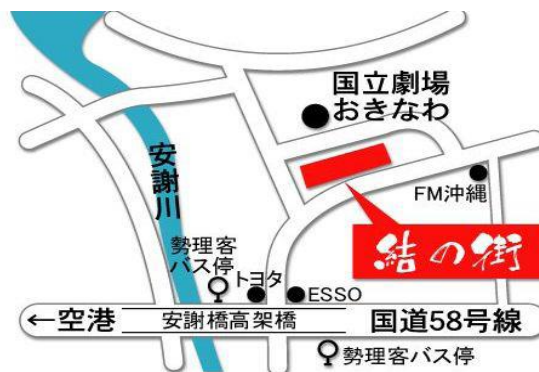 国立劇場
おきなわ
安謝川
FM沖縄
結の街
勢理客
バス停
トヨタ
ESSO
←空港
安謝橋高架橋
国道58号線
勢理客バス停